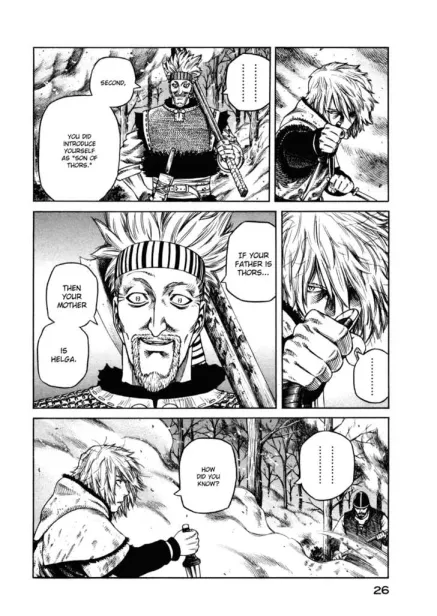 ........
SECOND,
YOU DID
INTRODUCE
YOURSELF
AS "SON OF
THORS."
........
IF YOUR
FATHER IS
THORS...
THEN
YOUR
MOTHER
IS
HELGA.
........
HOW
DID YOU
KNOW?
26